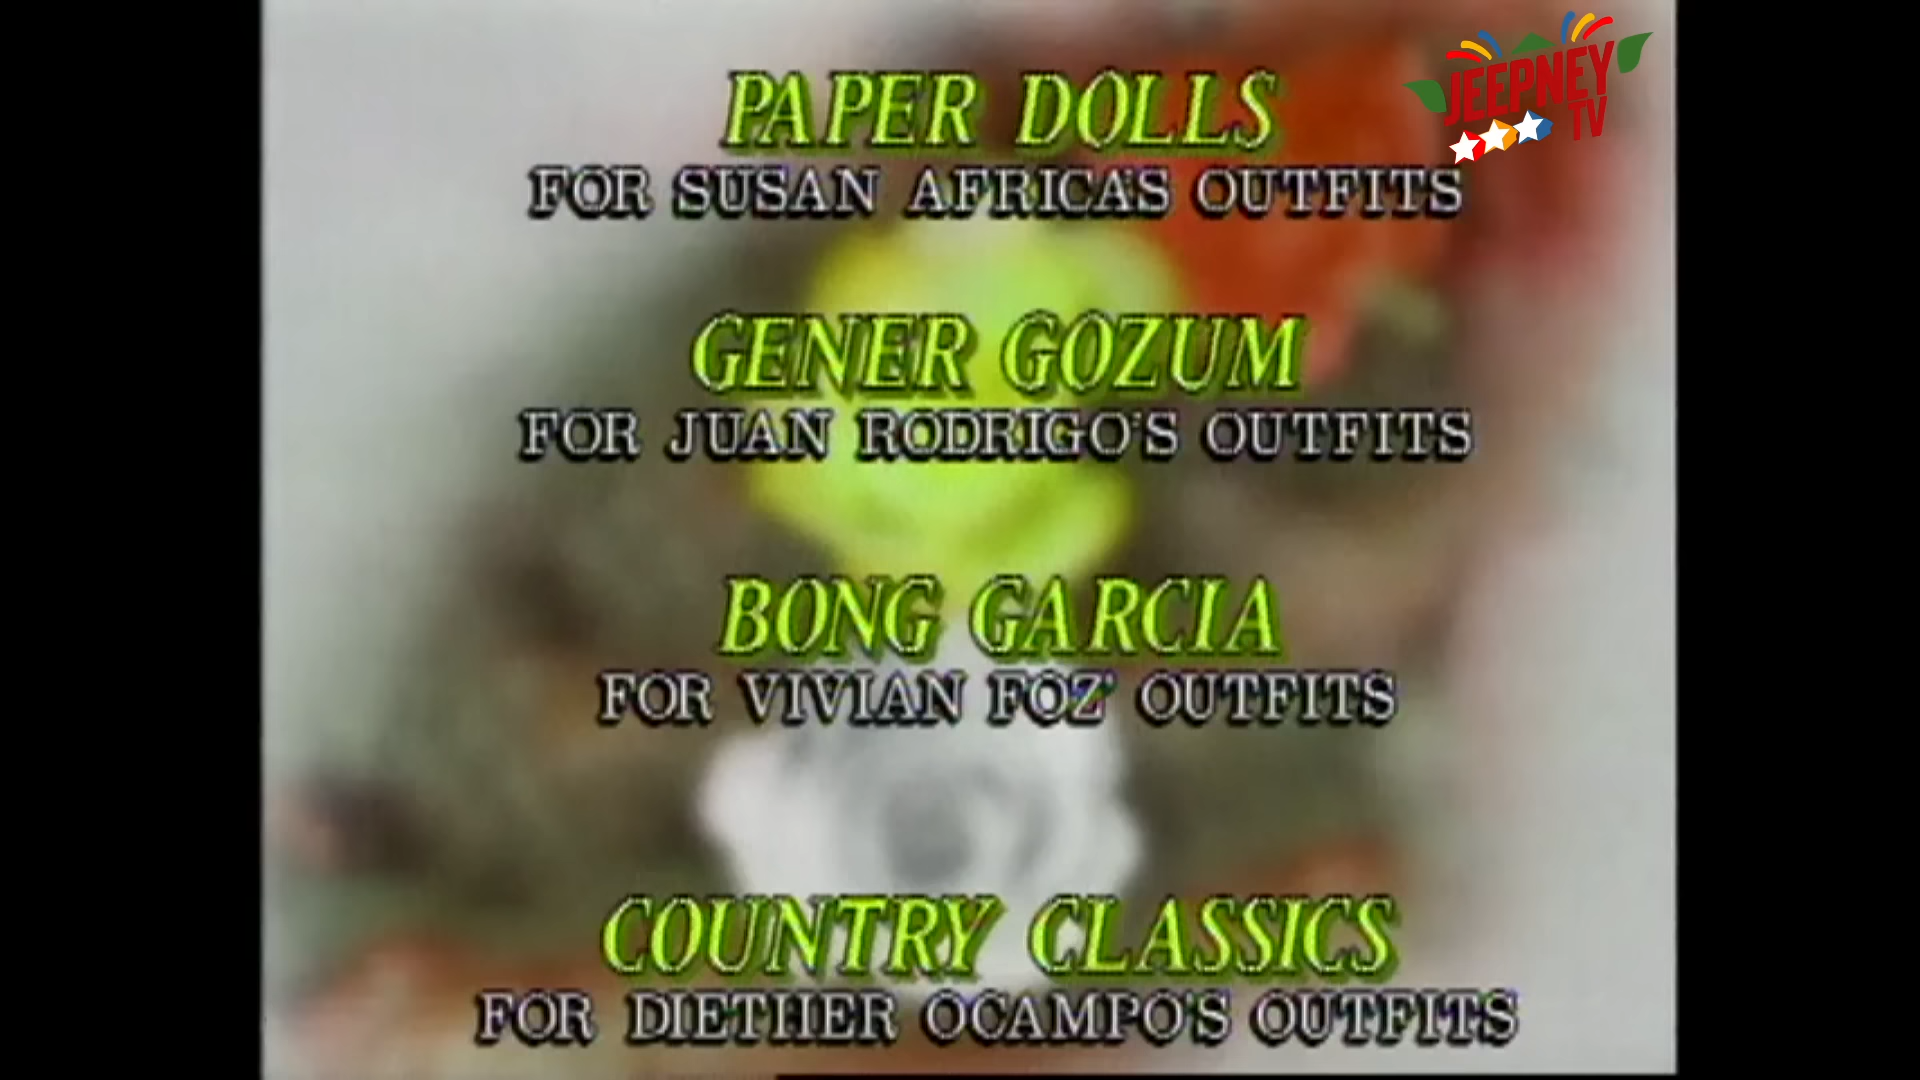 JEEPNEY
TV
PAPER DOLLS
FOR SUSAN AFRICA'S OUTFITS
GENER GOZUM
FOR JUAN RODRIGO'S OUTFITS
BONG GARCIA
FOR VIVIAN FOZ' OUTFITS
COUNTRY CLASSICS
FOR DIETHER OCAMPO'S OUTFITS